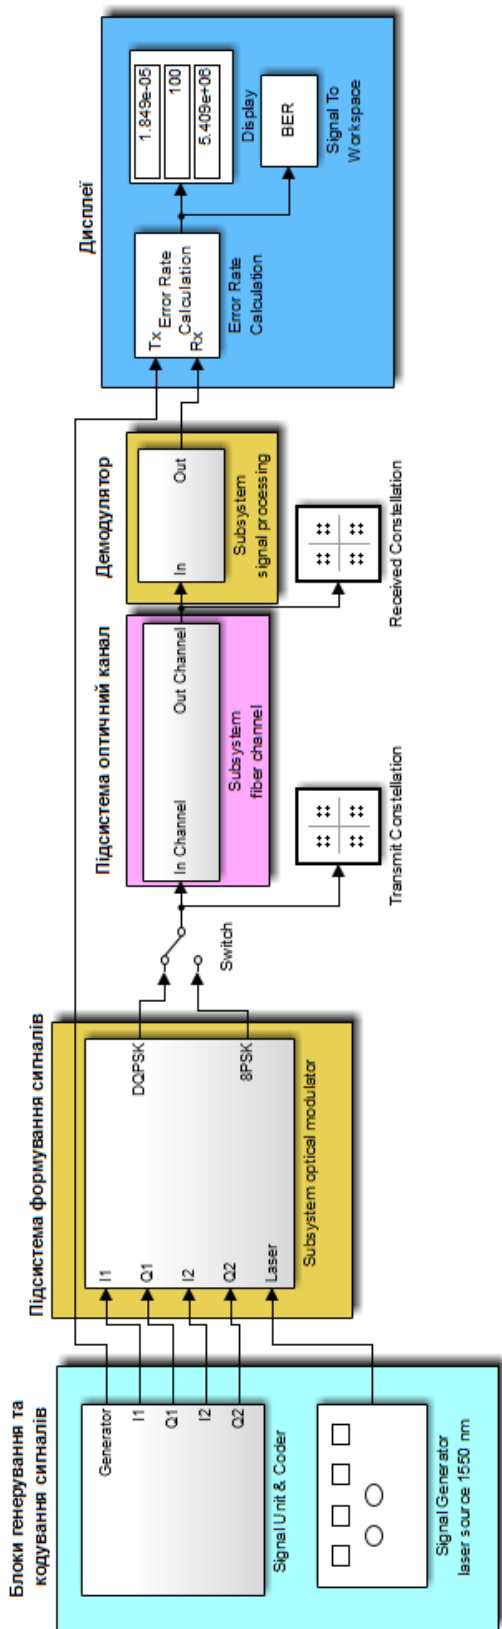 Блоки генерування та
кодування сигналів
Generator
I1
Q1
I2
Q2
Signal Unit & Coder
Signal Generator
laser source 1550 nm
Підсистема формування сигналів
I1
Q1
I2
Q2
Laser
DQPSK
8PSK
Subsystem optical modulator
Switch
Підсистема оптичний канал
In Channel
Out Channel
Subsystem
fiber channel
Transmit Constellation
Демодулятор
In
Out
Subsystem
signal processing
Received Constellation
Дисплеї
Tx
Error Rate
Calculation
Rx
Error Rate
Calculation
1.849e-05
100
5.409e+06
Display
BER
Signal To
Workspace